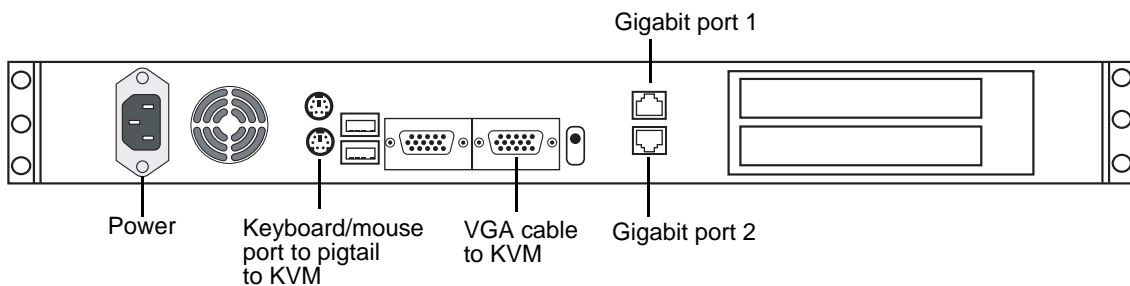 Gigabit port 1
Power
Keyboard/mouse
port to pigtail
to KVM
VGA cable
to KVM
Gigabit port 2